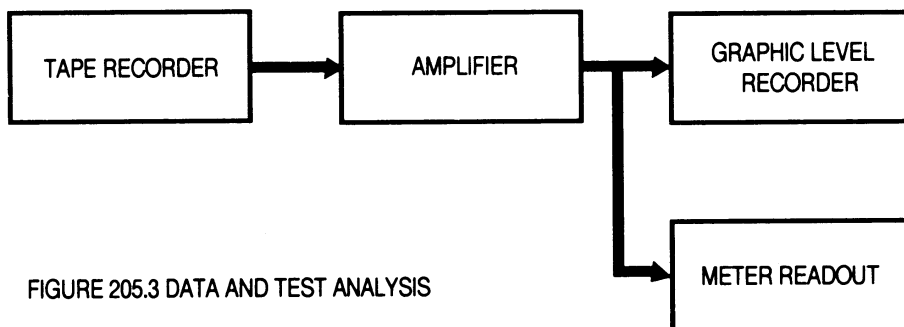 TAPE RECORDER
AMPLIFIER
GRAPHIC LEVEL
RECORDER
METER READOUT
FIGURE 205.3 DATA AND TEST ANALYSIS